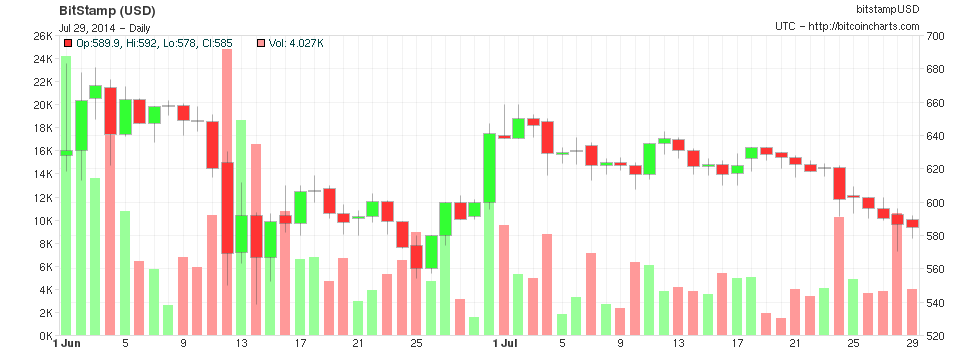 BitStamp (USD)
bitstampUSD
Jul 29, 2014 – Daily
UTC – http://bitcoincharts.com
Op:589.9, Hi:592, Lo:578, Cl:585
Vol: 4.027K
26K
24K
22K
20K
18K
16K
14K
12K
10K
8K
6K
4K
2K
0K
700
680
660
640
620
600
580
560
540
520
1 Jun
5
9
13
17
21
25
1 Jul
5
9
13
17
21
25
29